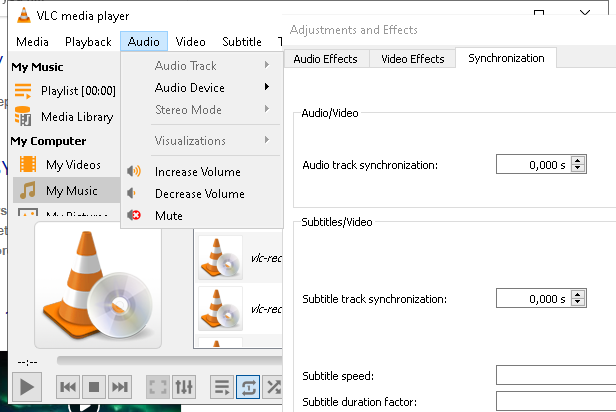 VLC media player
Media Playback Audio Video Subtitle
My Music
Playlist [00:00]
Media Library
My Computer
My Videos
My Music
My Pictures
Audio Track
Audio Device
Stereo Mode
Visualizations
Increase Volume
Decrease Volume
Mute
vlc-rec
vlc-rec
--:--
Adjustments and Effects
Audio Effects Video Effects Synchronization
Audio/Video
Audio track synchronization: 0,000 s
Subtitles/Video
Subtitle track synchronization: 0,000 s
Subtitle speed:
Subtitle duration factor: